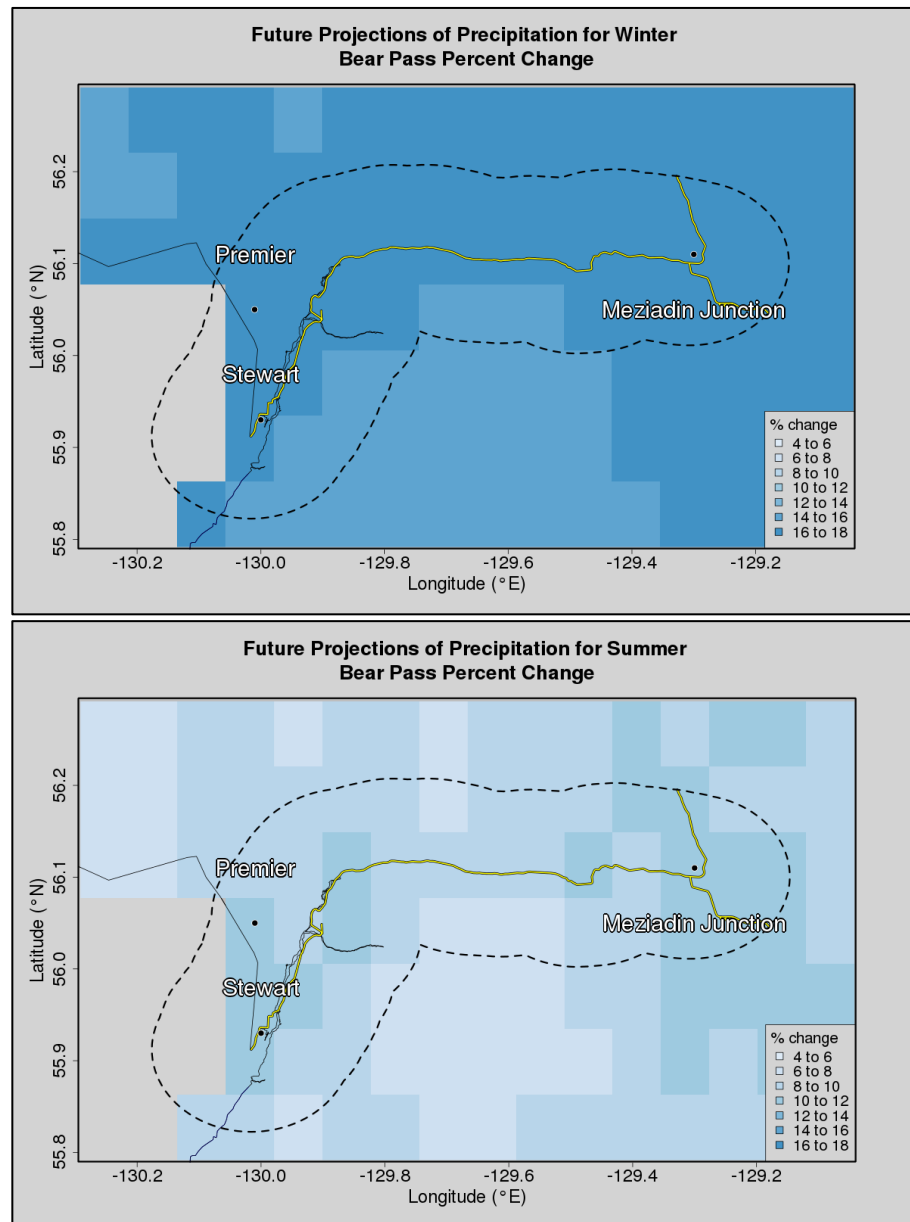 Future Projections of Precipitation for Winter
Bear Pass Percent Change
Latitude (°N)
56.2
56.1
56.0
55.9
55.8
Premier
Meziadin Junction
Stewart
% change
4 to 6
6 to 8
8 to 10
10 to 12
12 to 14
14 to 16
16 to 18
-130.2 -130.0 -129.8 -129.6 -129.4 -129.2
Longitude (°E)
Future Projections of Precipitation for Summer
Bear Pass Percent Change
Latitude (°N)
56.2
56.1
56.0
55.9
55.8
Premier
Meziadin Junction
Stewart
% change
4 to 6
6 to 8
8 to 10
10 to 12
12 to 14
14 to 16
16 to 18
-130.2 -130.0 -129.8 -129.6 -129.4 -129.2
Longitude (°E)